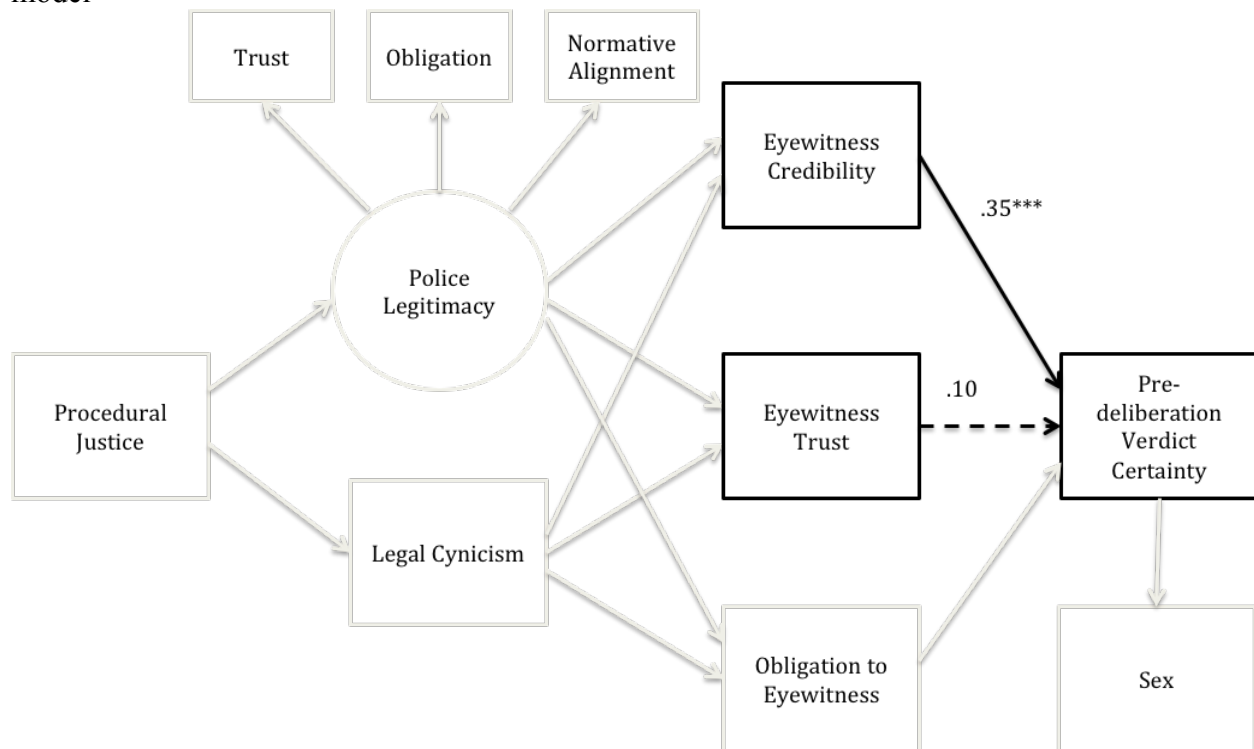 model
Trust
Obligation
Normative
Alignment
Eyewitness
Credibility
.35***
Police
Legitimacy
Procedural
Justice
Eyewitness
Trust
.10
Pre-
deliberation
Verdict
Certainty
Legal Cynicism
Obligation to
Eyewitness
Sex